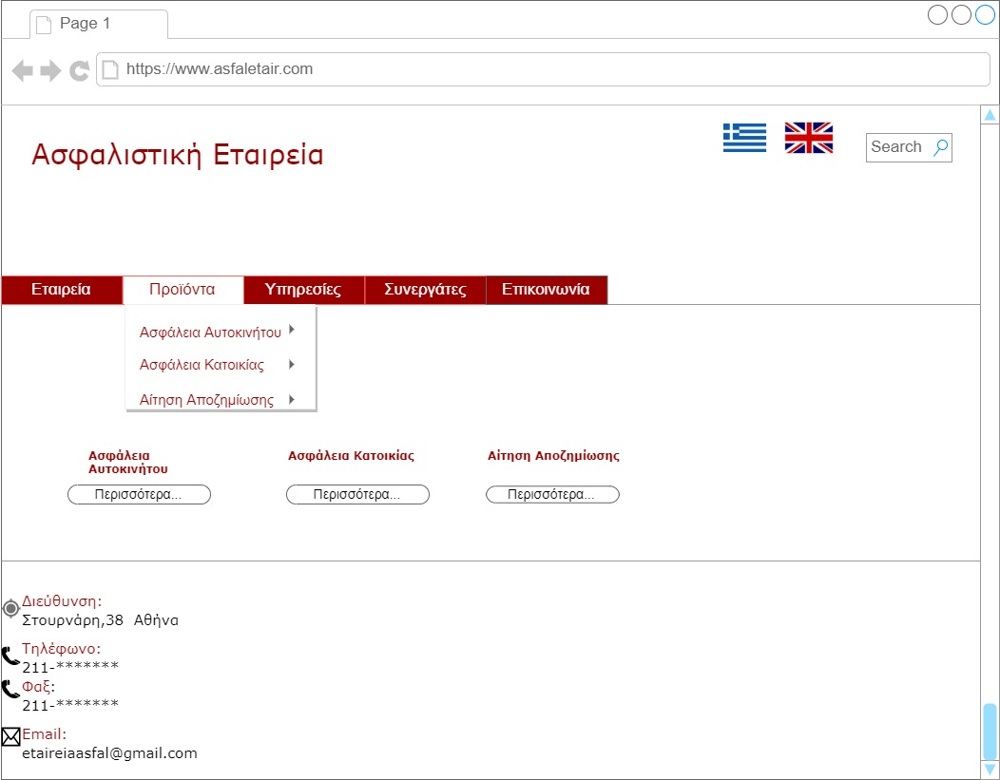 Page 1
https://www.asfaletair.com
Ασφαλιστική Εταιρεία
Search
Εταιρεία Προϊόντα Υπηρεσίες Συνεργάτες Επικοινωνία
Ασφάλεια Αυτοκινήτου
Ασφάλεια Κατοικίας
Αίτηση Αποζημίωσης
Ασφάλεια
Αυτοκινήτου
Περισσότερα...
Ασφάλεια Κατοικίας
Περισσότερα...
Αίτηση Αποζημίωσης
Περισσότερα...
Διεύθυνση:
Στουρνάρη,38 Αθήνα
Τηλέφωνο:
211-*******
Φαξ:
211-*******
Email:
etaireiaasfal@gmail.com